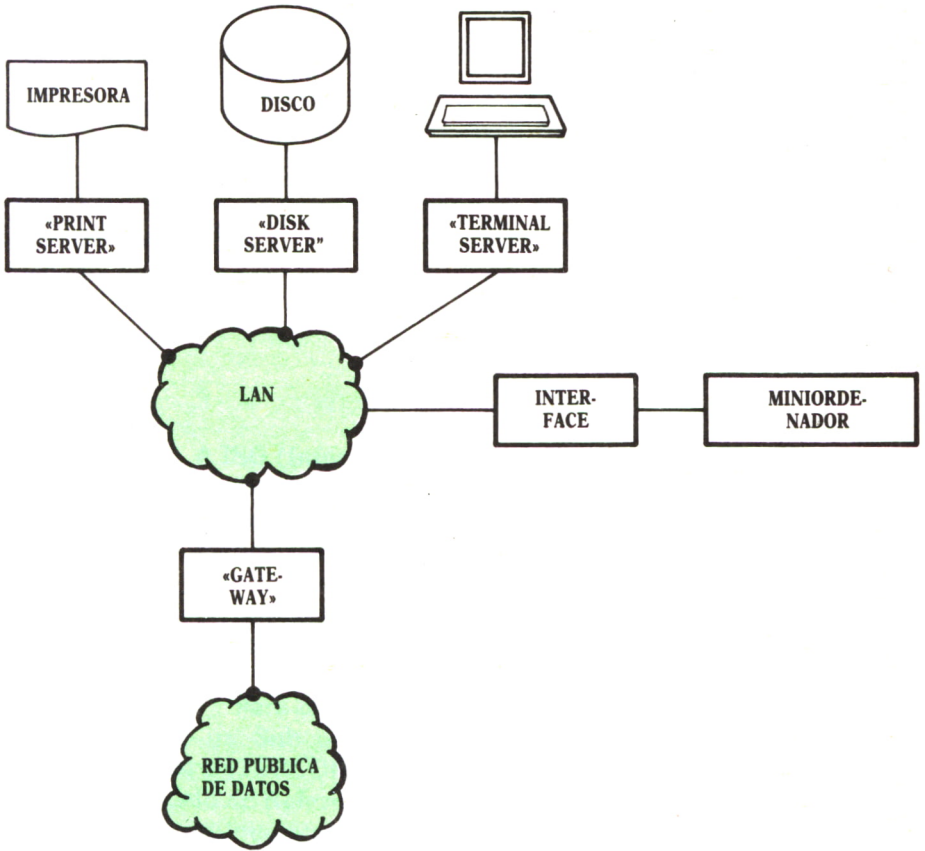 IMPRESORA
DISCO
«PRINT
SERVER»
«DISK
SERVER”
«TERMINAL
SERVER»
LAN
INTER-
FACE
MINIORDE-
NADOR
«GATE-
WAY»
RED PUBLICA
DE DATOS